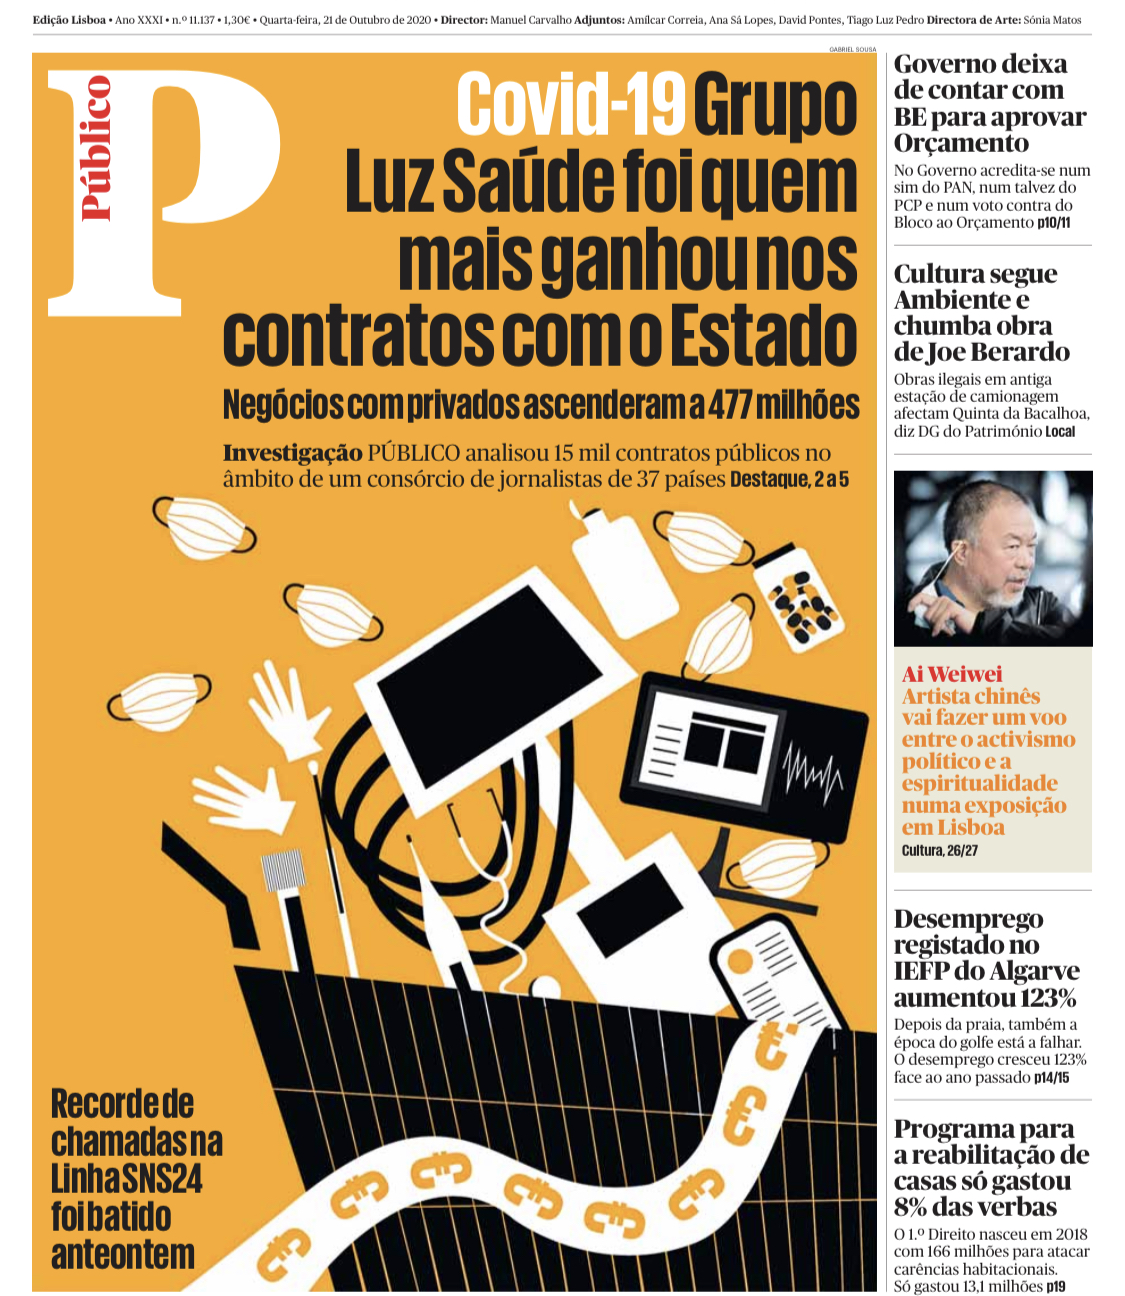 Edição Lisboa • Ano XXXI • n.º 11.137 • 1,30€ • Quarta-feira, 21 de Outubro de 2020 • Director: Manuel Carvalho Adjuntos: Amílcar Correia, Ana Sá Lopes, David Pontes, Tiago Luz Pedro Directora de Arte: Sónia Matos
GABRIEL SOUSA
P
Público
Covid-19 Grupo
Luz Saúde foi quem
mais ganhou nos
contratos com o Estado
Negócios com privados ascenderam a 477 milhões
Investigação PÚBLICO analisou 15 mil contratos públicos no
âmbito de um consórcio de jornalistas de 37 países Destaque, 2 a 5
€
€
€
€
€
€
€
€
Recorde de
chamadas na
Linha SNS24
foi batido
anteontem
Governo deixa
de contar com
BE para aprovar
Orçamento
No Governo acredita-se num
sim do PAN, num talvez do
PCP e num voto contra do
Bloco ao Orçamento p10/11
Cultura segue
Ambiente e
chumba obra
de Joe Berardo
Obras ilegais em antiga
estação de camionagem
afectam Quinta da Bacalhoa,
diz DG do Património Local
Ai Weiwei
Artista chinês
vai fazer um voo
entre o activismo
político e a
espiritualidade
numa exposição
em Lisboa
Cultura, 26/27
Desemprego
registado no
IEFP do Algarve
aumentou 123%
Depois da praia, também a
época do golfe está a falhar.
O desemprego cresceu 123%
face ao ano passado p14/15
Programa para
a reabilitação de
casas só gastou
8% das verbas
O 1.º Direito nasceu em 2018
com 166 milhões para atacar
carências habitacionais.
Só gastou 13,1 milhões p19